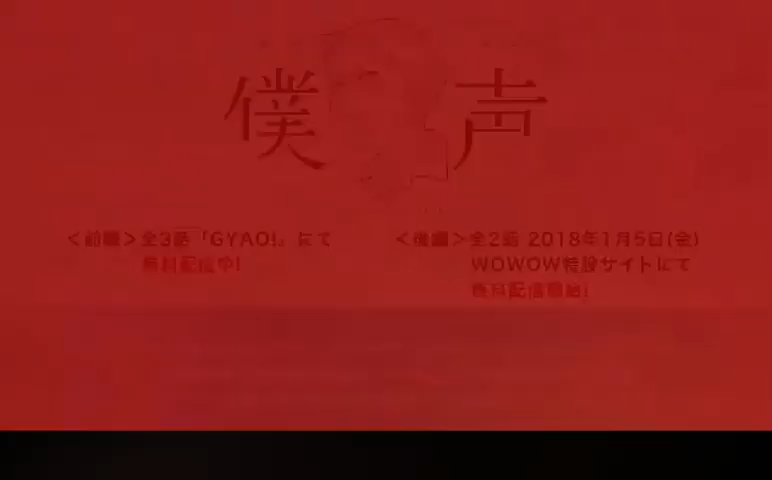 僕 声
<前編>全3話「GYAO!」にて
無料配信中!
<後編>全2話 2018年1月5日(金)
WOWOW特設サイトにて
無料配信開始!